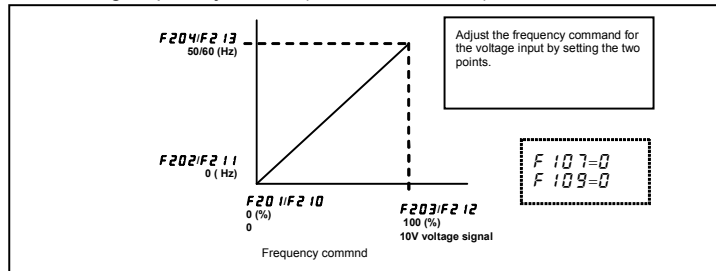 F204/F213
50/60 (Hz)
Adjust the frequency command for
the voltage input by setting the two
points.
F202/F211
0 ( Hz)
F107=0
F109=0
F201/F210
0 (%)
0
F203/F212
100 (%)
10V voltage signal
Frequency commnd